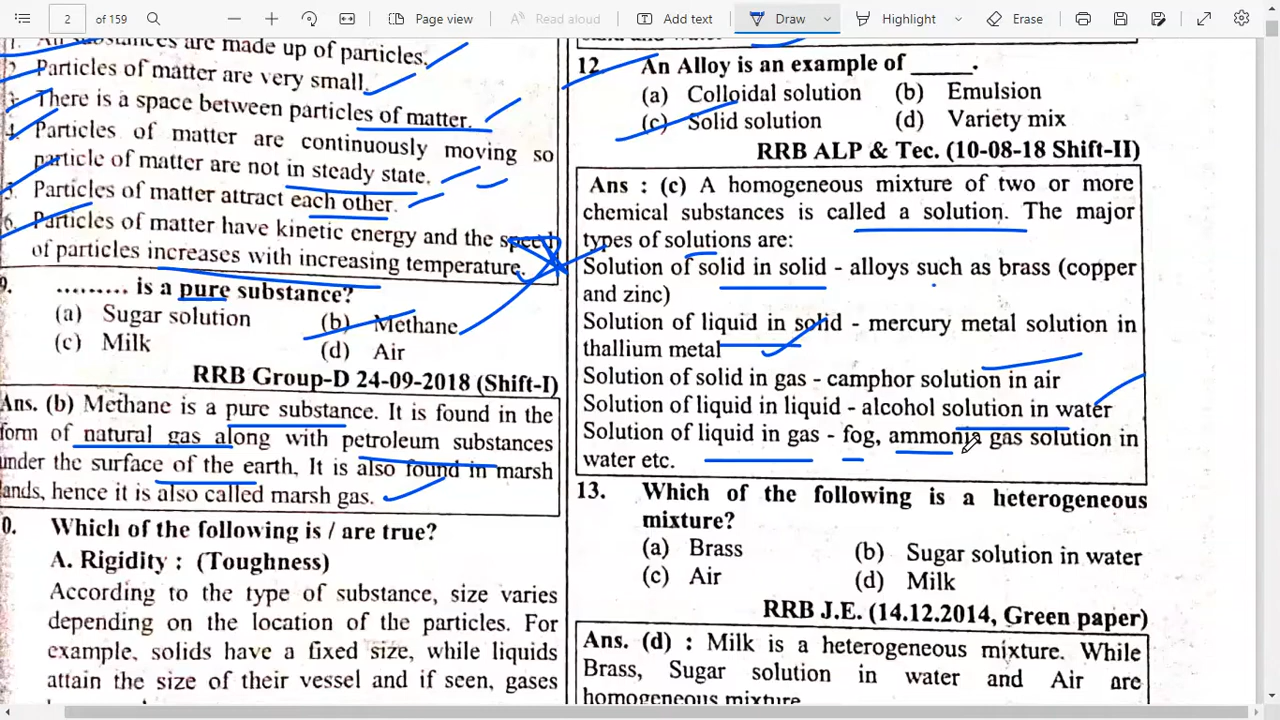 2 of 159
Page view
Read aloud
Add text
Draw
Highlight
Erase
1. All substances are made up of particles.
2. Particles of matter are very small.
3. There is a space between particles of matter.
4. Particles of matter are continuously moving so
particle of matter are not in steady state.
5. Particles of matter attract each other.
6. Particles of matter have kinetic energy and the speed
of particles increases with increasing temperature.
9. ......... is a pure substance?
(a) Sugar solution (b) Methane
(c) Milk (d) Air
RRB Group-D 24-09-2018 (Shift-I)
Ans. (b) Methane is a pure substance. It is found in the
form of natural gas along with petroleum substances
under the surface of the earth. It is also found in marsh
ands, hence it is also called marsh gas.
0. Which of the following is / are true?
A. Rigidity : (Toughness)
According to the type of substance, size varies
depending on the location of the particles. For
example, solids have a fixed size, while liquids
attain the size of their vessel and if seen, gases
12. An Alloy is an example of _____.
(a) Colloidal solution (b) Emulsion
(c) Solid solution (d) Variety mix
RRB ALP & Tec. (10-08-18 Shift-II)
Ans : (c) A homogeneous mixture of two or more
chemical substances is called a solution. The major
types of solutions are:
Solution of solid in solid - alloys such as brass (copper
and zinc)
Solution of liquid in solid - mercury metal solution in
thallium metal
Solution of solid in gas - camphor solution in air
Solution of liquid in liquid - alcohol solution in water
Solution of liquid in gas - fog, ammonia gas solution in
water etc.
13. Which of the following is a heterogeneous
mixture?
(a) Brass (b) Sugar solution in water
(c) Air (d) Milk
RRB J.E. (14.12.2014, Green paper)
Ans. (d) : Milk is a heterogeneous mixture. While
Brass, Sugar solution in water and Air are
homogeneous mixture.